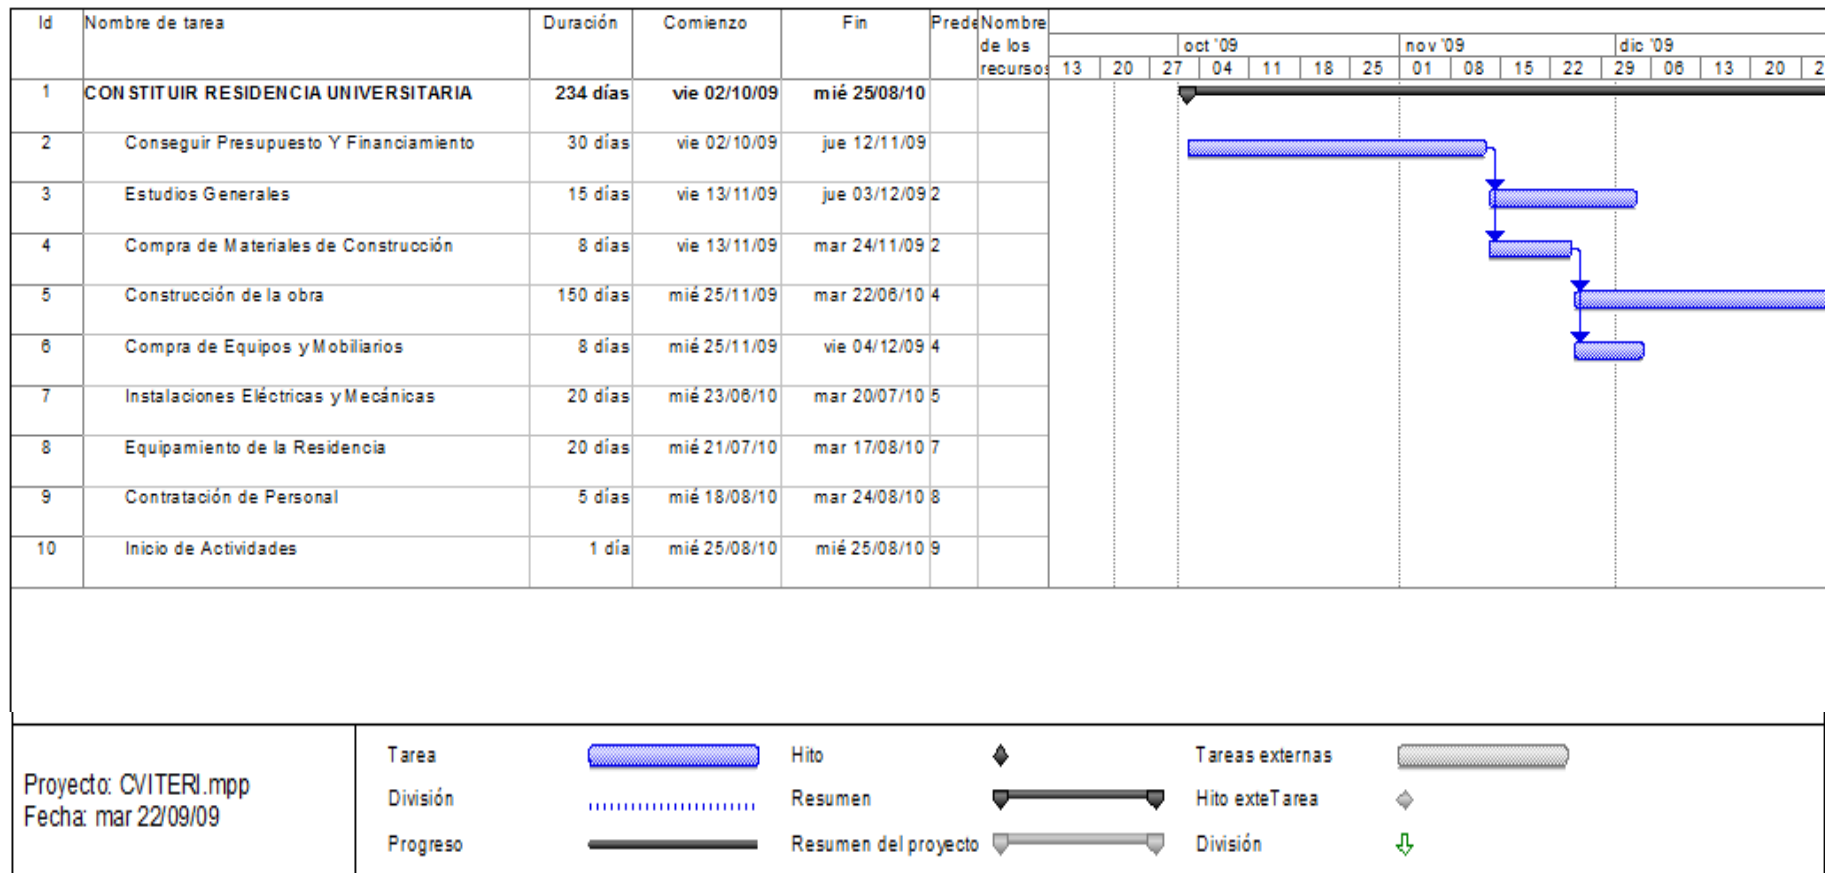 Id Nombre de tarea Duración Comienzo Fin Prede Nombre de los recursos
oct '09 nov '09 dic '09
13 20 27 04 11 18 25 01 08 15 22 29 06 13 20 2
1 CONSTITUIR RESIDENCIA UNIVERSITARIA 234 días vie 02/10/09 mié 25/08/10
2 Conseguir Presupuesto Y Financiamiento 30 días vie 02/10/09 jue 12/11/09
3 Estudios Generales 15 días vie 13/11/09 jue 03/12/09 2
4 Compra de Materiales de Construcción 8 días vie 13/11/09 mar 24/11/09 2
5 Construcción de la obra 150 días mié 25/11/09 mar 22/06/10 4
6 Compra de Equipos y Mobiliarios 8 días mié 25/11/09 vie 04/12/09 4
7 Instalaciones Eléctricas y Mecánicas 20 días mié 23/06/10 mar 20/07/10 5
8 Equipamiento de la Residencia 20 días mié 21/07/10 mar 17/08/10 7
9 Contratación de Personal 5 días mié 18/08/10 mar 24/08/10 8
10 Inicio de Actividades 1 día mié 25/08/10 mié 25/08/10 9
Proyecto: CVITERI.mpp
Fecha: mar 22/09/09
Tarea Hito Tareas externas
División Resumen Hito exteTarea
Progreso Resumen del proyecto División